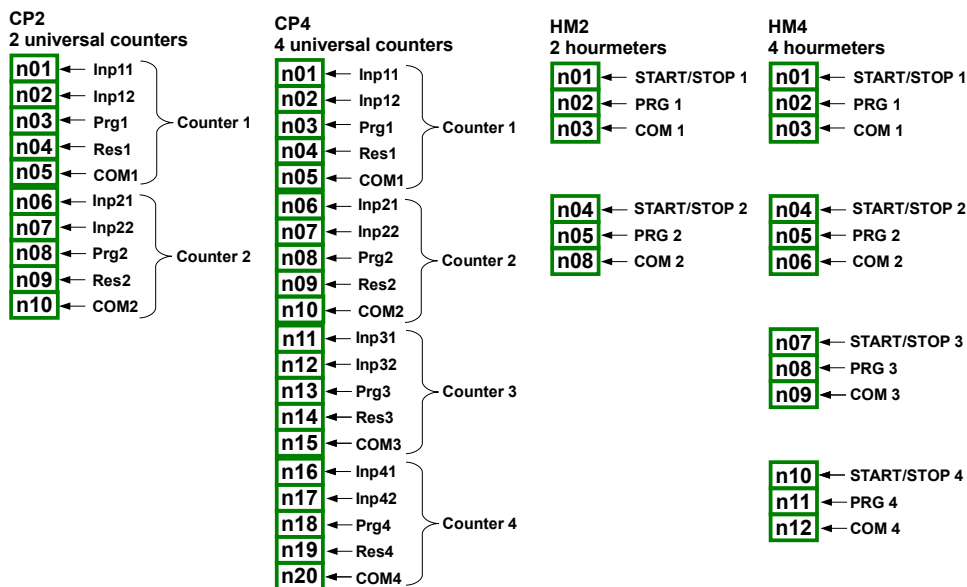 CP2
2 universal counters
n01 Inp11
n02 Inp12
n03 Prg1
n04 Res1
n05 COM1
Counter 1
n06 Inp21
n07 Inp22
n08 Prg2
n09 Res2
n10 COM2
Counter 2
CP4
4 universal counters
n01 Inp11
n02 Inp12
n03 Prg1
n04 Res1
n05 COM1
Counter 1
n06 Inp21
n07 Inp22
n08 Prg2
n09 Res2
n10 COM2
Counter 2
n11 Inp31
n12 Inp32
n13 Prg3
n14 Res3
n15 COM3
Counter 3
n16 Inp41
n17 Inp42
n18 Prg4
n19 Res4
n20 COM4
Counter 4
HM2
2 hourmeters
n01 START/STOP 1
n02 PRG 1
n03 COM 1
n04 START/STOP 2
n05 PRG 2
n08 COM 2
HM4
4 hourmeters
n01 START/STOP 1
n02 PRG 1
n03 COM 1
n04 START/STOP 2
n05 PRG 2
n06 COM 2
n07 START/STOP 3
n08 PRG 3
n09 COM 3
n10 START/STOP 4
n11 PRG 4
n12 COM 4